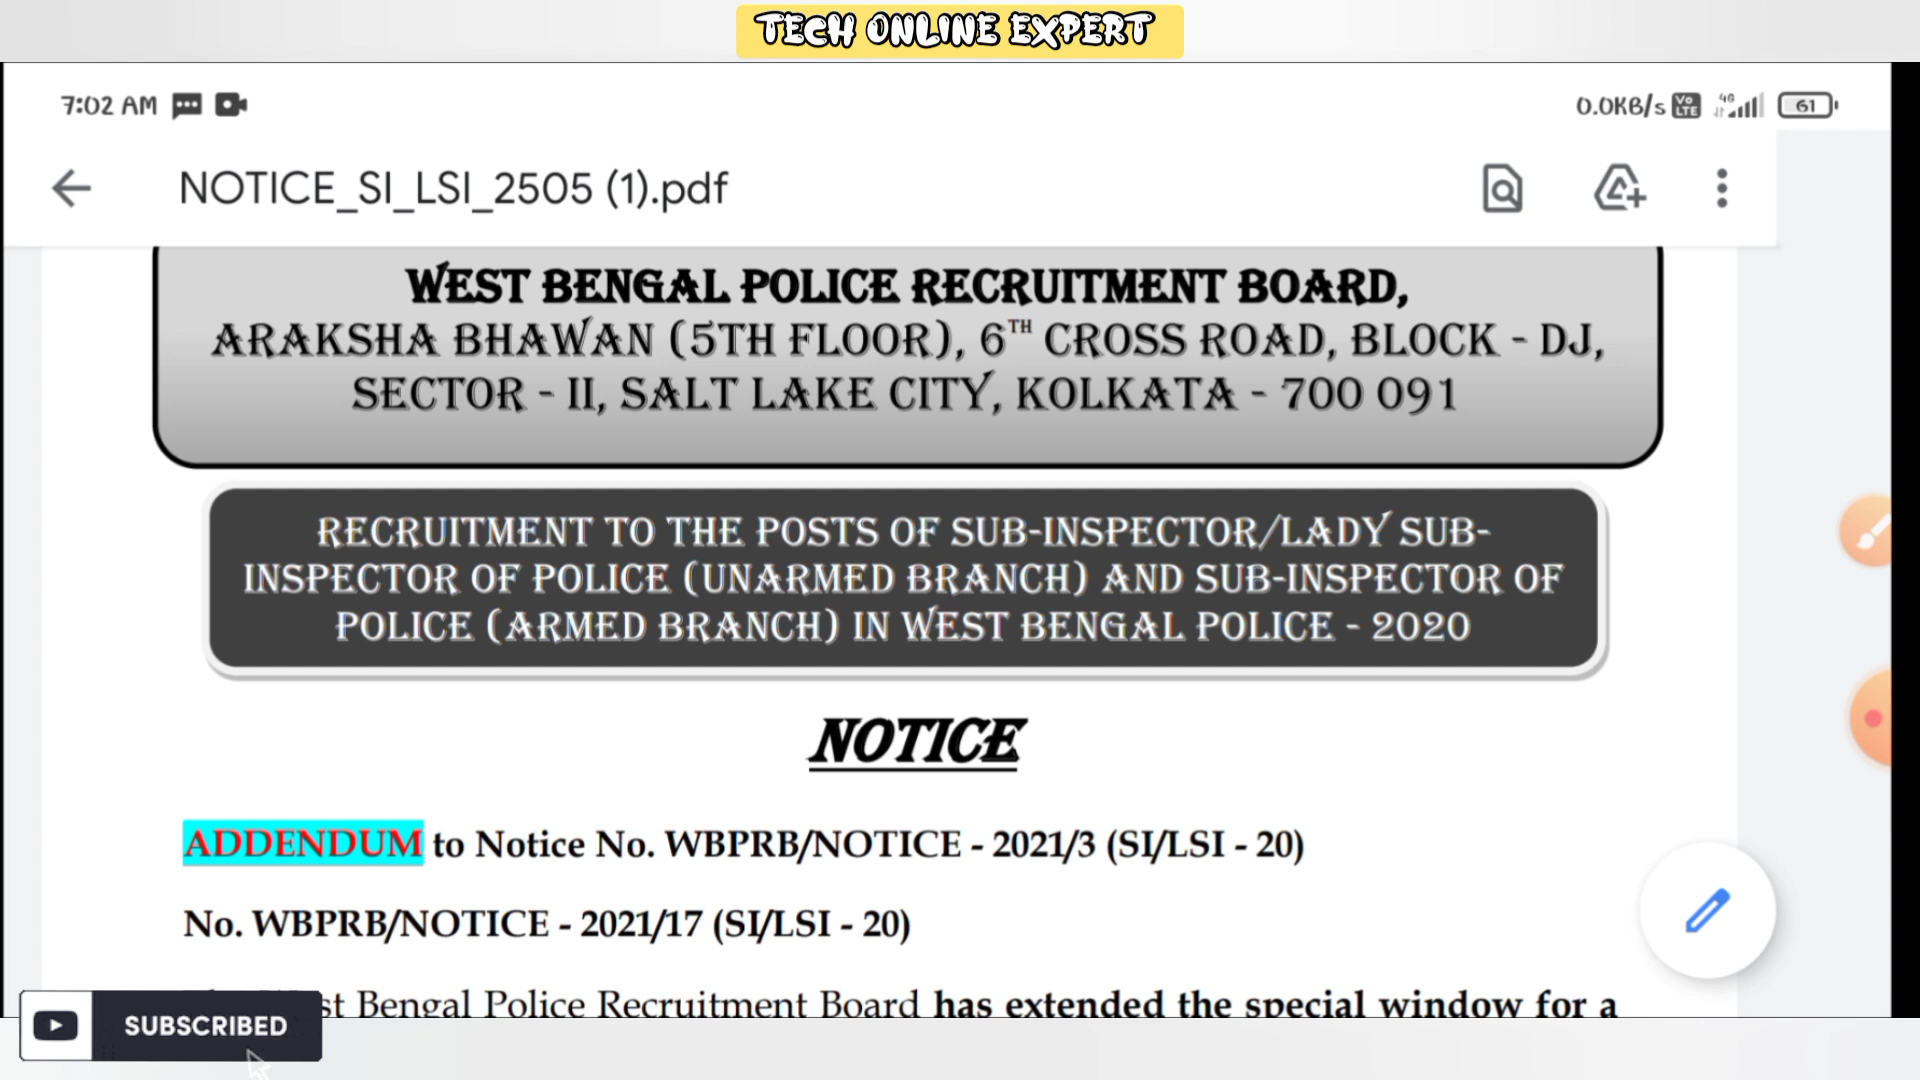 TECH ONLINE EXPERT
7:02 AM 0.0KB/s Vo LTE 4G 61
NOTICE_SI_LSI_2505 (1).pdf
WEST BENGAL POLICE RECRUITMENT BOARD,
ARAKSHA BHAWAN (5TH FLOOR), 6TH CROSS ROAD, BLOCK - DJ,
SECTOR - II, SALT LAKE CITY, KOLKATA - 700 091
RECRUITMENT TO THE POSTS OF SUB-INSPECTOR/LADY SUB-
INSPECTOR OF POLICE (UNARMED BRANCH) AND SUB-INSPECTOR OF
POLICE (ARMED BRANCH) IN WEST BENGAL POLICE - 2020
NOTICE
ADDENDUM to Notice No. WBPRB/NOTICE - 2021/3 (SI/LSI - 20)
No. WBPRB/NOTICE - 2021/17 (SI/LSI - 20)
Bengal Police Recruitment Board has extended the special window for a
SUBSCRIBED